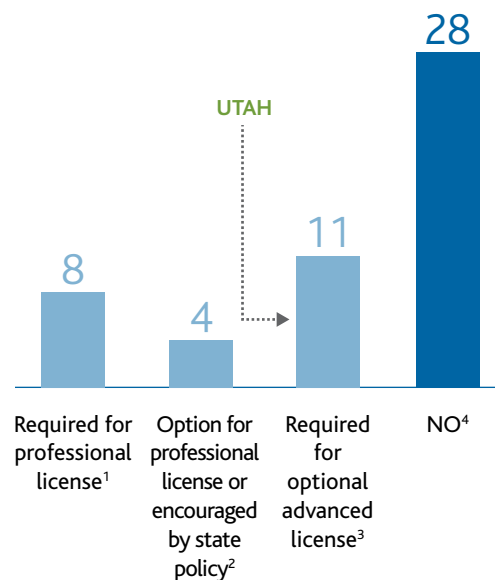 28
UTAH
11
8
4
Required for
professional
license¹
Option for
professional
license or
encouraged
by state
policy²
Required
for
optional
advanced
license³
NO⁴